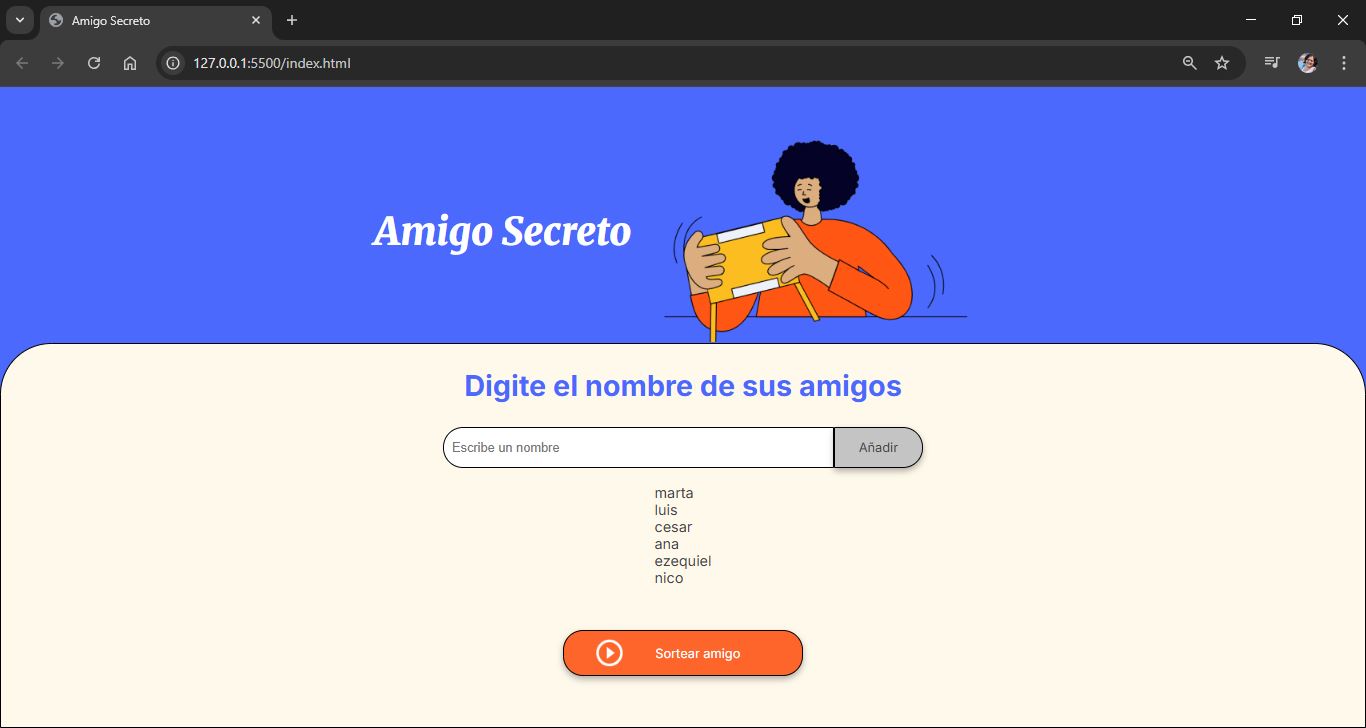 Amigo Secreto
127.0.0.1:5500/index.html
Amigo Secreto
Digite el nombre de sus amigos
Escribe un nombre
Añadir
marta
luis
cesar
ana
ezequiel
nico
Sortear amigo